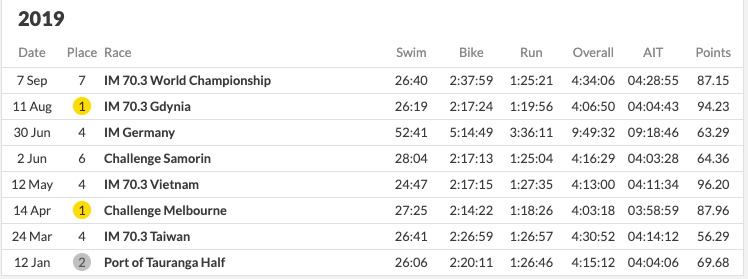 2019
Date Place Race Swim Bike Run Overall AIT Points
7 Sep 7 IM 70.3 World Championship 26:40 2:37:59 1:25:21 4:34:06 04:28:55 87.15
11 Aug 1 IM 70.3 Gdynia 26:19 2:17:24 1:19:56 4:06:50 04:04:43 94.23
30 Jun 4 IM Germany 52:41 5:14:49 3:36:11 9:49:32 09:18:46 63.29
2 Jun 6 Challenge Samorin 28:04 2:17:13 1:25:04 4:16:29 04:03:28 64.36
12 May 4 IM 70.3 Vietnam 24:47 2:17:15 1:27:35 4:13:00 04:11:34 96.20
14 Apr 1 Challenge Melbourne 27:25 2:14:22 1:18:26 4:03:18 03:58:59 87.96
24 Mar 4 IM 70.3 Taiwan 26:41 2:26:59 1:26:57 4:30:52 04:14:12 56.29
12 Jan 2 Port of Tauranga Half 26:06 2:20:11 1:26:46 4:15:12 04:04:06 69.68